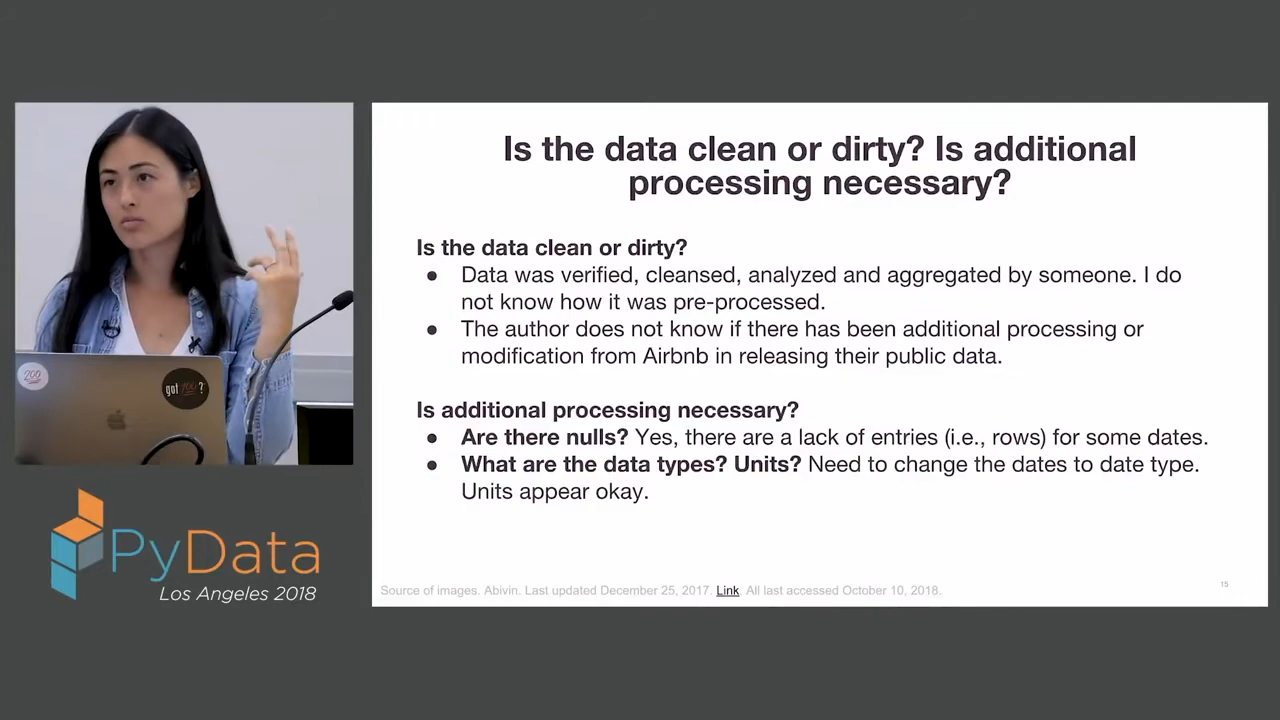 Is the data clean or dirty? Is additional
processing necessary?
Is the data clean or dirty?
● Data was verified, cleansed, analyzed and aggregated by someone. I do
not know how it was pre-processed.
● The author does not know if there has been additional processing or
modification from Airbnb in releasing their public data.
Is additional processing necessary?
● Are there nulls? Yes, there are a lack of entries (i.e., rows) for some dates.
● What are the data types? Units? Need to change the dates to date type.
Units appear okay.
Source of images. Abivin. Last updated December 25, 2017. Link All last accessed October 10, 2018.
15
200
got 100 ?
PyData
Los Angeles 2018